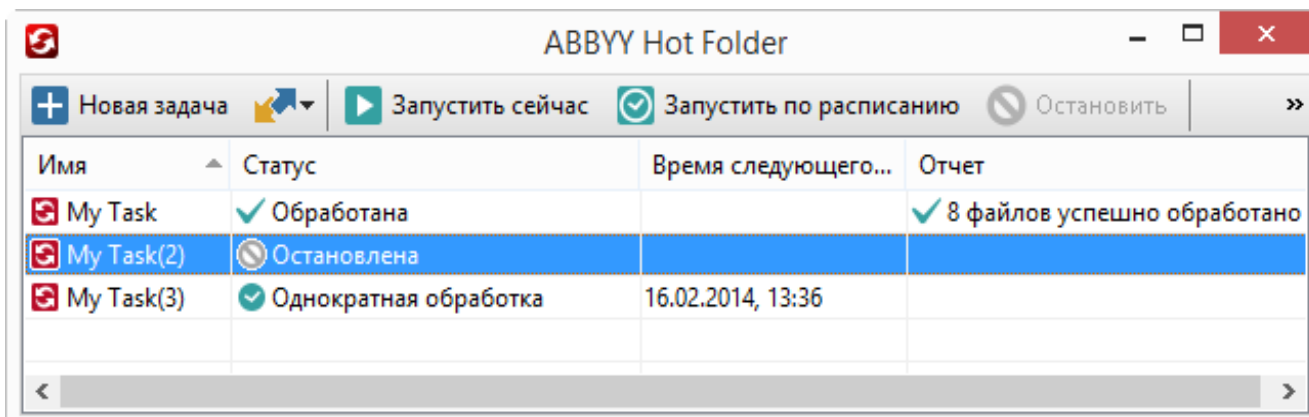 ABBYY Hot Folder
Новая задача Запустить сейчас Запустить по расписанию Остановить »
Имя Статус Время следующего... Отчет
My Task Обработана 8 файлов успешно обработано
My Task(2) Остановлена
My Task(3) Однократная обработка 16.02.2014, 13:36